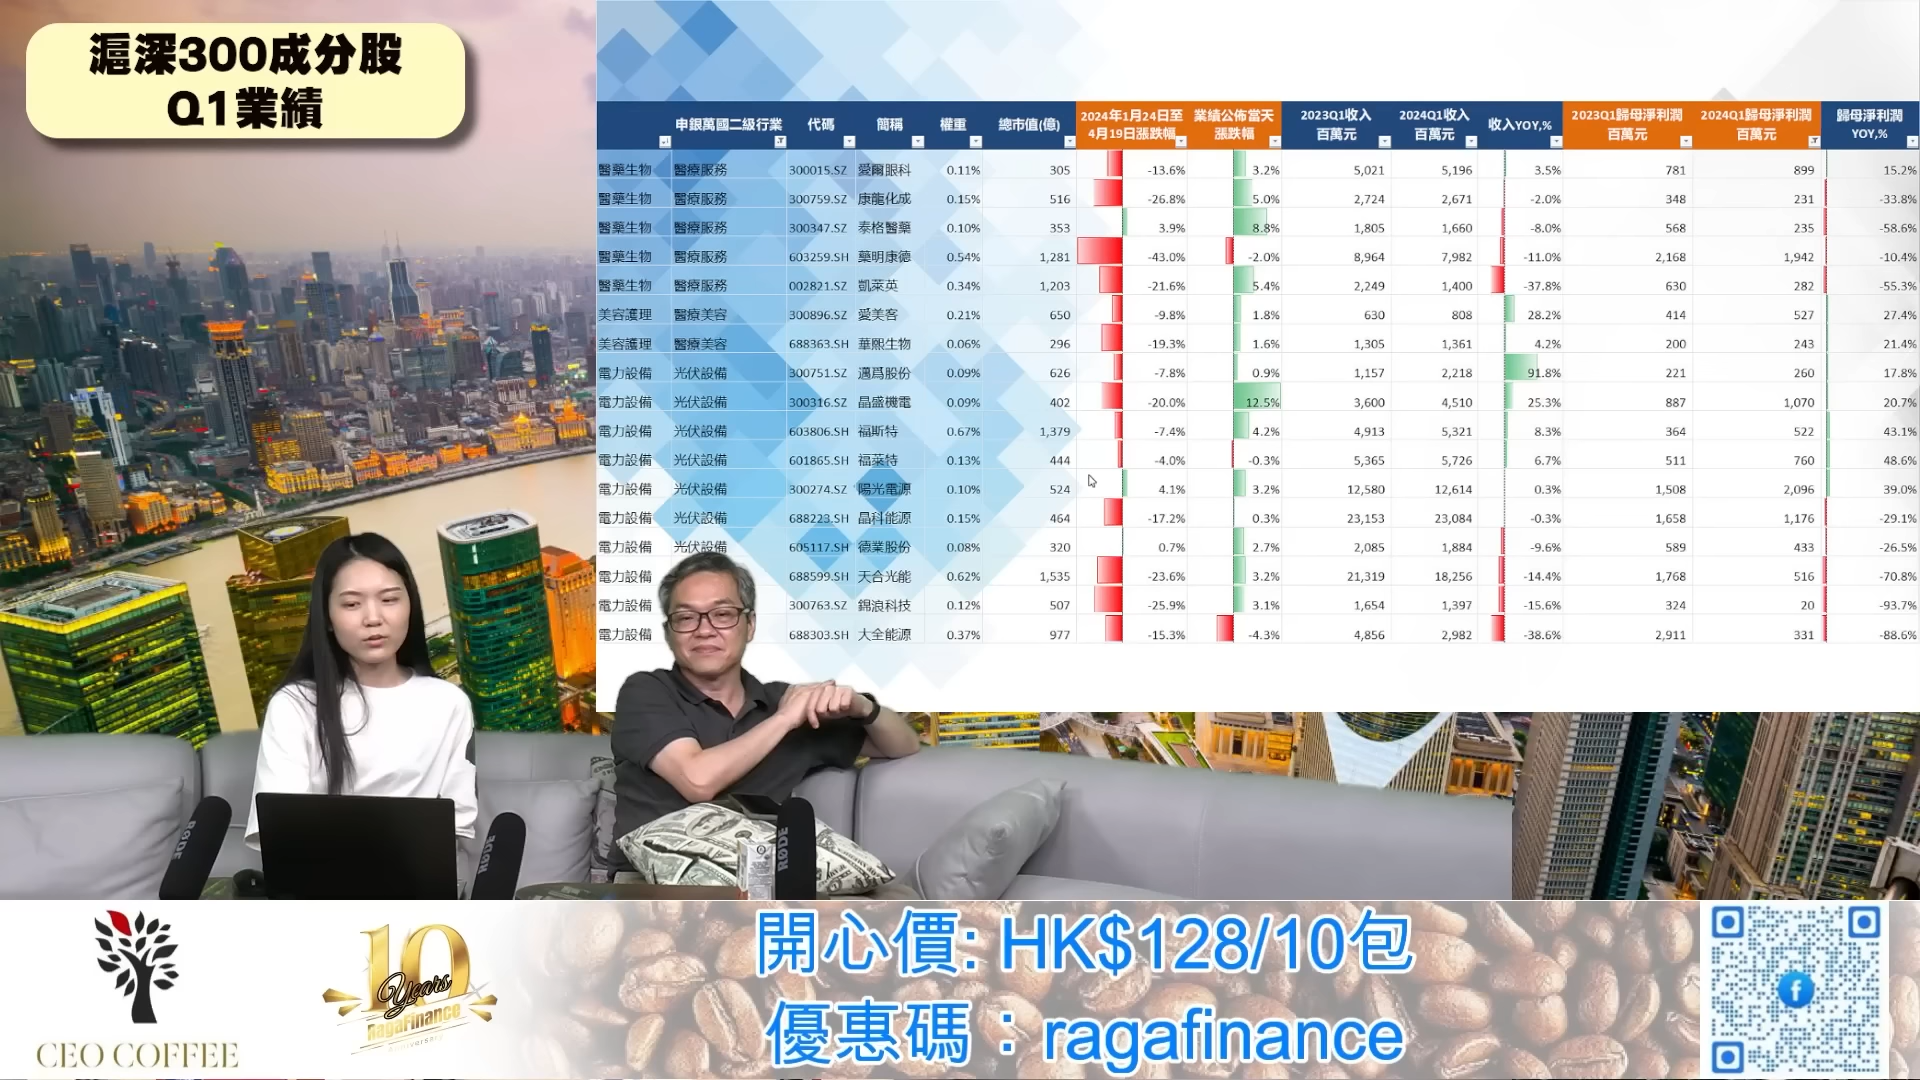 滬深300成分股
Q1業績
申銀萬國二級行業 代碼 簡稱 權重 總市值(億) 2024年1月24日至4月19日漲跌幅 業績公佈當天漲跌幅 2023Q1收入百萬元 2024Q1收入百萬元 收入YOY,% 2023Q1歸母淨利潤百萬元 2024Q1歸母淨利潤百萬元 歸母淨利潤YOY,%
醫藥生物 醫療服務 300015.SZ 愛爾眼科 0.11% 305 -13.6% 3.2% 5,021 5,196 3.5% 781 899 15.2%
醫藥生物 醫療服務 300759.SZ 康龍化成 0.15% 516 -26.8% 5.0% 2,724 2,671 -2.0% 348 231 -33.8%
醫藥生物 醫療服務 300347.SZ 泰格醫藥 0.10% 353 3.9% 8.8% 1,805 1,660 -8.0% 568 235 -58.6%
醫藥生物 醫療服務 603259.SH 藥明康德 0.54% 1,281 -43.0% -2.0% 8,964 7,982 -11.0% 2,168 1,942 -10.4%
醫藥生物 醫療服務 002821.SZ 凱萊英 0.34% 1,203 -21.6% 5.4% 2,249 1,400 -37.8% 630 282 -55.3%
美容護理 醫療美容 300896.SZ 愛美客 0.21% 650 -9.8% 1.8% 630 808 28.2% 414 527 27.4%
美容護理 醫療美容 688363.SH 華熙生物 0.06% 296 -19.3% 1.6% 1,305 1,361 4.2% 200 243 21.4%
電力設備 光伏設備 300751.SZ 邁爲股份 0.09% 626 -7.8% 0.9% 1,157 2,218 91.8% 221 260 17.8%
電力設備 光伏設備 300316.SZ 晶盛機電 0.09% 402 -20.0% 12.5% 3,600 4,510 25.3% 887 1,070 20.7%
電力設備 光伏設備 603806.SH 福斯特 0.67% 1,379 -7.4% 4.2% 4,913 5,321 8.3% 364 522 43.1%
電力設備 光伏設備 601865.SH 福萊特 0.13% 444 -4.0% -0.3% 5,365 5,726 6.7% 511 760 48.6%
電力設備 光伏設備 300274.SZ 陽光電源 0.10% 524 4.1% 3.2% 12,580 12,614 0.3% 1,508 2,096 39.0%
電力設備 光伏設備 688223.SH 晶科能源 0.15% 464 -17.2% 0.3% 23,153 23,084 -0.3% 1,658 1,176 -29.1%
電力設備 光伏設備 605117.SH 德業股份 0.08% 320 0.7% 2.7% 2,085 1,884 -9.6% 589 433 -26.5%
電力設備 688599.SH 天合光能 0.62% 1,535 -23.6% 3.2% 21,319 18,256 -14.4% 1,768 516 -70.8%
電力設備 300763.SZ 錦浪科技 0.12% 507 -25.9% 3.1% 1,654 1,397 -15.6% 324 20 -93.7%
電力設備 688303.SH 大全能源 0.37% 977 -15.3% -4.3% 4,856 2,982 -38.6% 2,911 331 -88.6%
RØDE
RØDE
RØDE
CEO COFFEE
10 Years
RagaFinance
Anniversary
開心價: HK$128/10包
優惠碼：ragafinance